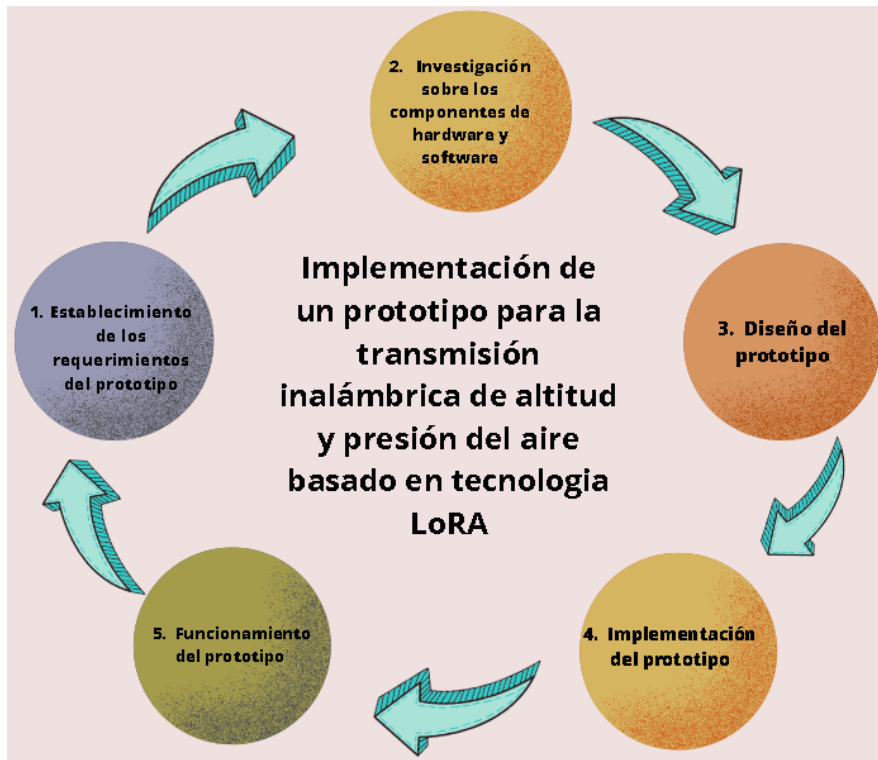 2. Investigación
sobre los
componentes de
hardware y
software
1. Establecimiento
de los
requerimientos
del prototipo
Implementación de
un prototipo para la
transmisión
inalámbrica de altitud
y presión del aire
basado en tecnologia
LoRA
3. Diseño del
prototipo
4. Implementación
del prototipo
5. Funcionamiento
del prototipo